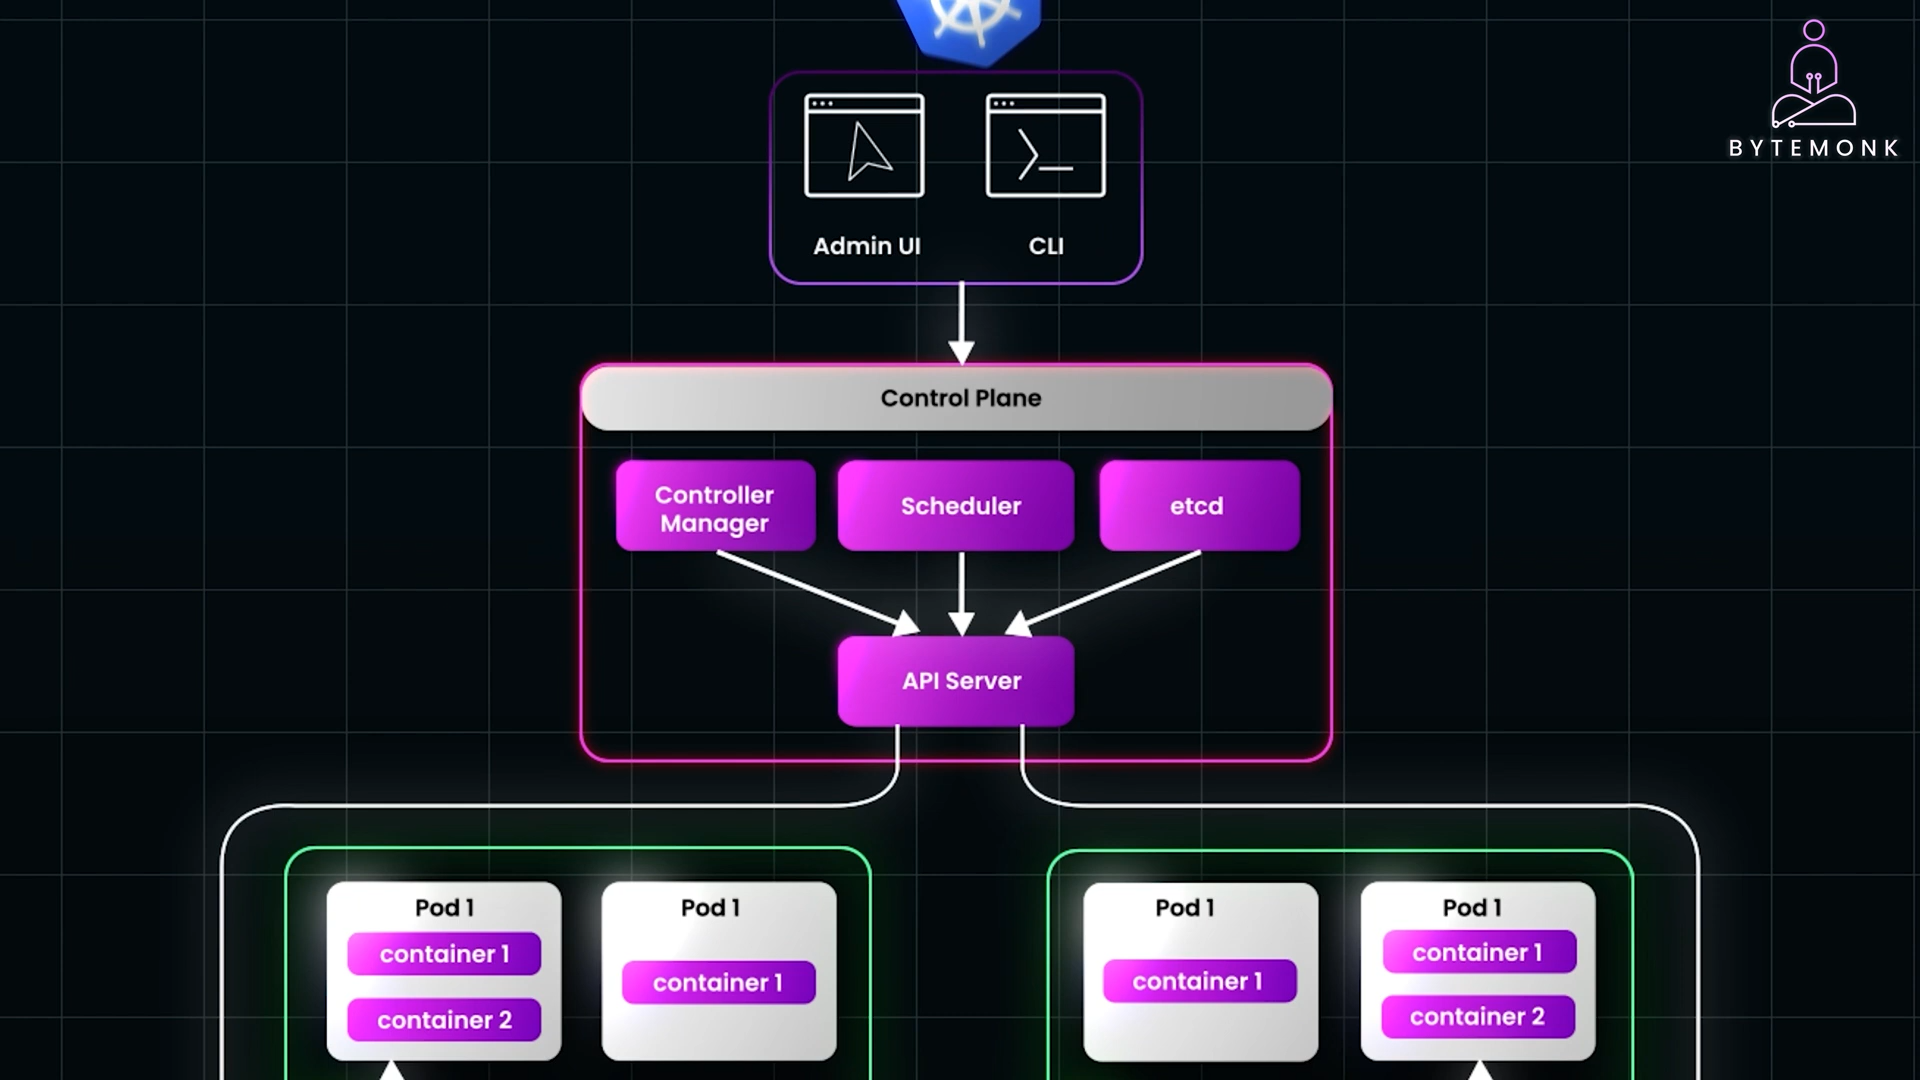 BYTEMONK
Admin UI
CLI
Control Plane
Controller
Manager
Scheduler
etcd
API Server
Pod 1
container 1
container 2
Pod 1
container 1
Pod 1
container 1
Pod 1
container 1
container 2